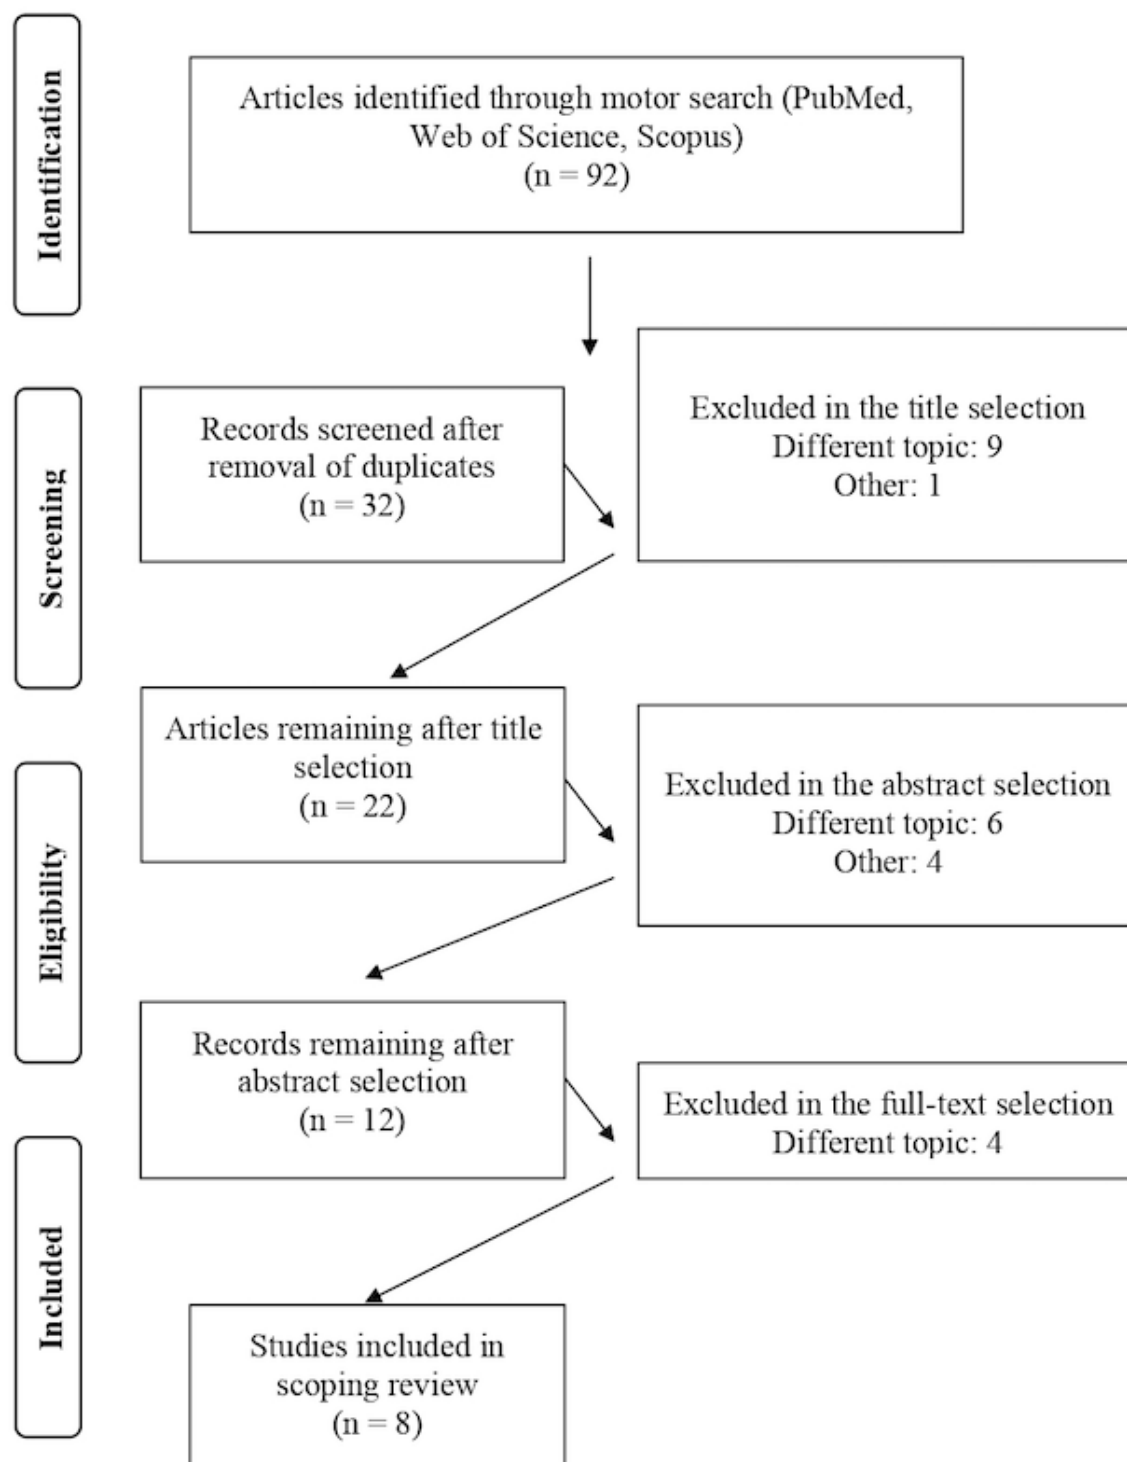 Identification
Articles identified through motor search (PubMed,
Web of Science, Scopus)
(n = 92)
Screening
Records screened after
removal of duplicates
(n = 32)
Excluded in the title selection
Different topic: 9
Other: 1
Eligibility
Articles remaining after title
selection
(n = 22)
Excluded in the abstract selection
Different topic: 6
Other: 4
Records remaining after
abstract selection
(n = 12)
Excluded in the full-text selection
Different topic: 4
Included
Studies included in
scoping review
(n = 8)